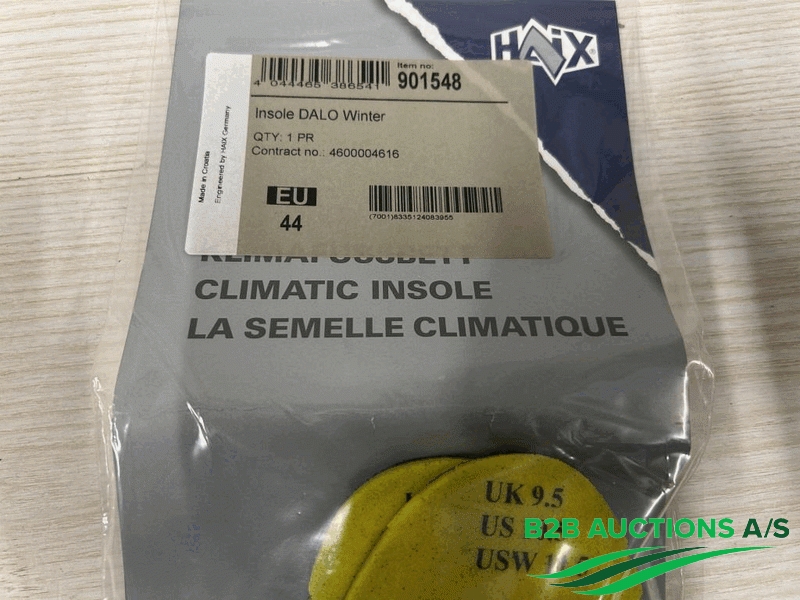 HAIX
Item no:
4 044465 386541
901548
Insole DALO Winter
QTY: 1 PR
Contract no.: 4600004616
Made in Croatia
Engineered by HAIX Germany
EU
44
(7001)8335124083955
CLIMATIC INSOLE
LA SEMELLE CLIMATIQUE
UK 9.5
US
USW
B2B AUCTIONS A/S